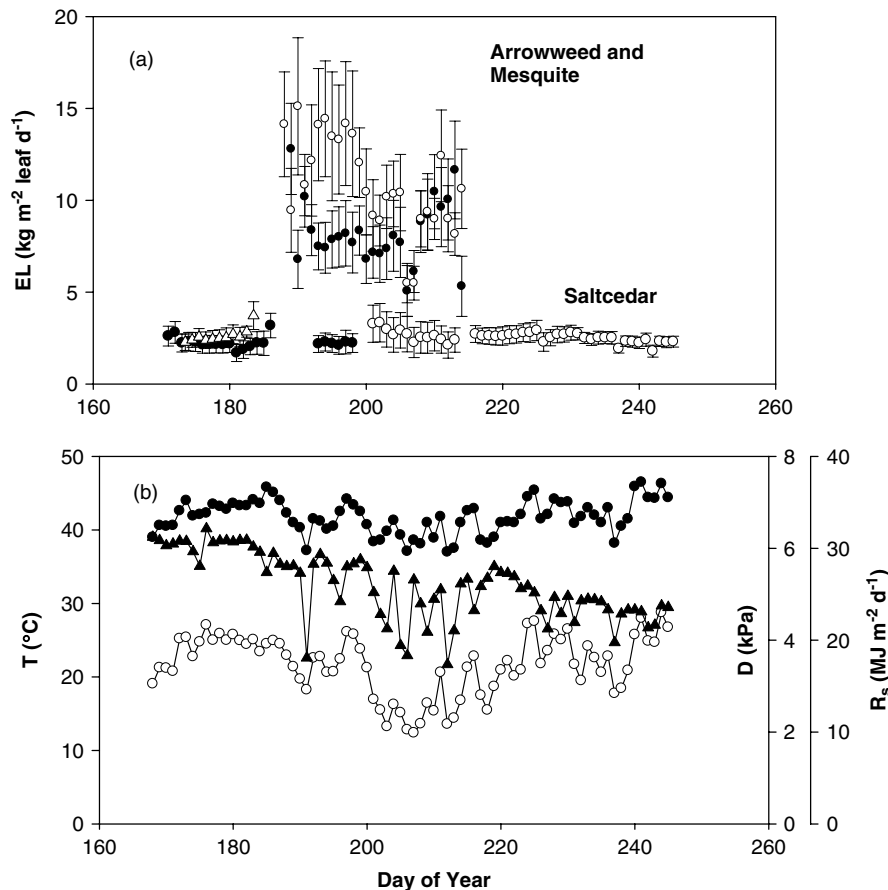 (a)
Arrowweed and
Mesquite
Saltcedar
EL (kg m⁻² leaf d⁻¹)
20
15
10
5
0
160 180 200 220 240 260
(b)
T (°C)
50
40
30
20
10
0
D (kPa)
8
6
4
2
0
Rₛ (MJ m⁻² d⁻¹)
40
30
20
10
0
160 180 200 220 240 260
Day of Year